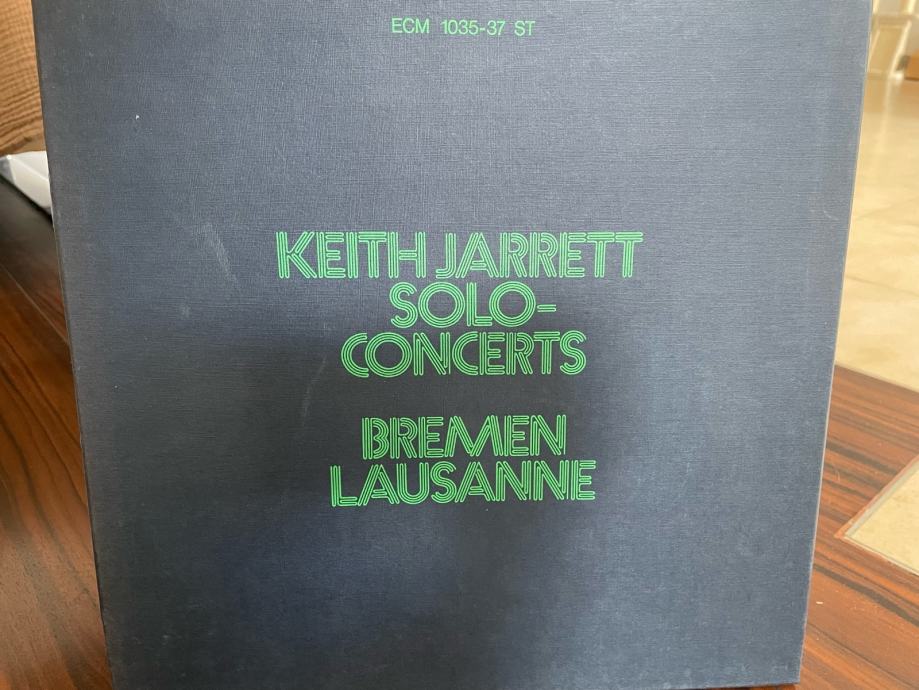 ECM 1035-37 ST
KEITH JARRETT
SOLO-
CONCERTS
BREMEN
LAUSANNE